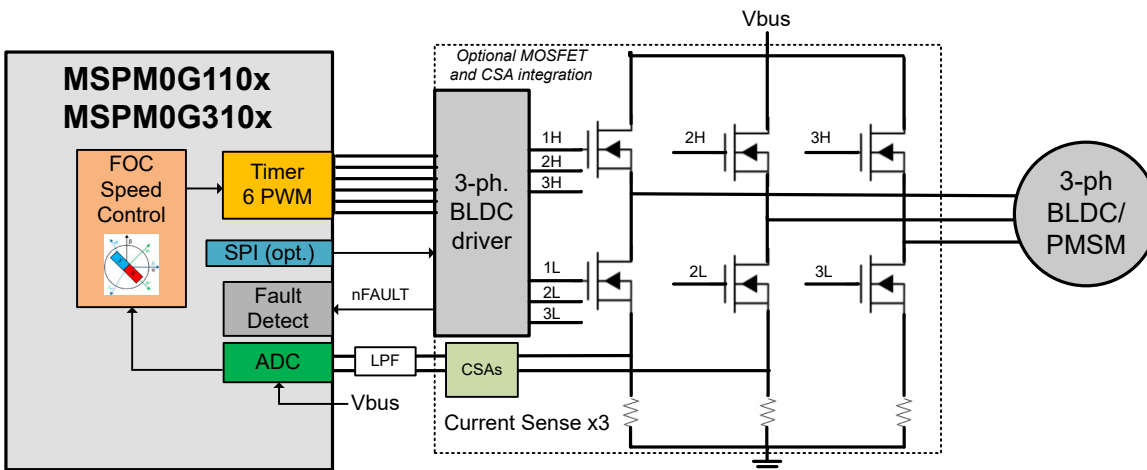 Vbus
Optional MOSFET
and CSA integration
MSPM0G110x
MSPM0G310x
FOC
Speed
Control
Timer
6 PWM
SPI (opt.)
Fault
Detect
nFAULT
ADC
LPF
CSAs
Vbus
3-ph.
BLDC
driver
1H
2H
3H
1L
2L
3L
2H
3H
2L
3L
Current Sense x3
3-ph
BLDC/
PMSM